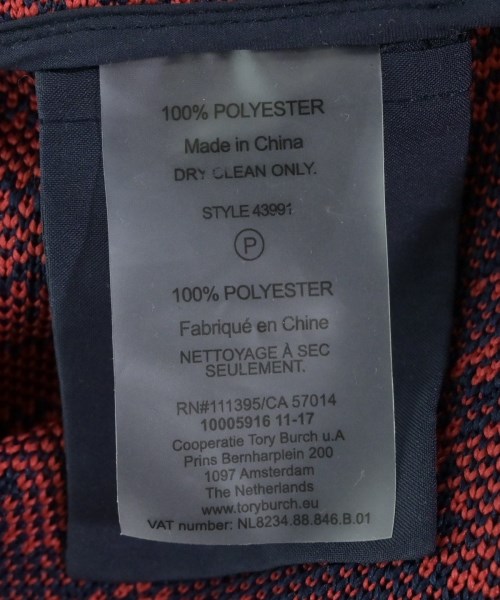 100% POLYESTER
Made in China
DRY CLEAN ONLY.
STYLE 43991
P
100% POLYESTER
Fabriqué en Chine
NETTOYAGE À SEC
SEULEMENT.
RN#111395/CA 57014
10005916 11-17
Cooperatie Tory Burch u.A
Prins Bernharplein 200
1097 Amsterdam
The Netherlands
www.toryburch.eu
VAT number: NL8234.88.846.B.01